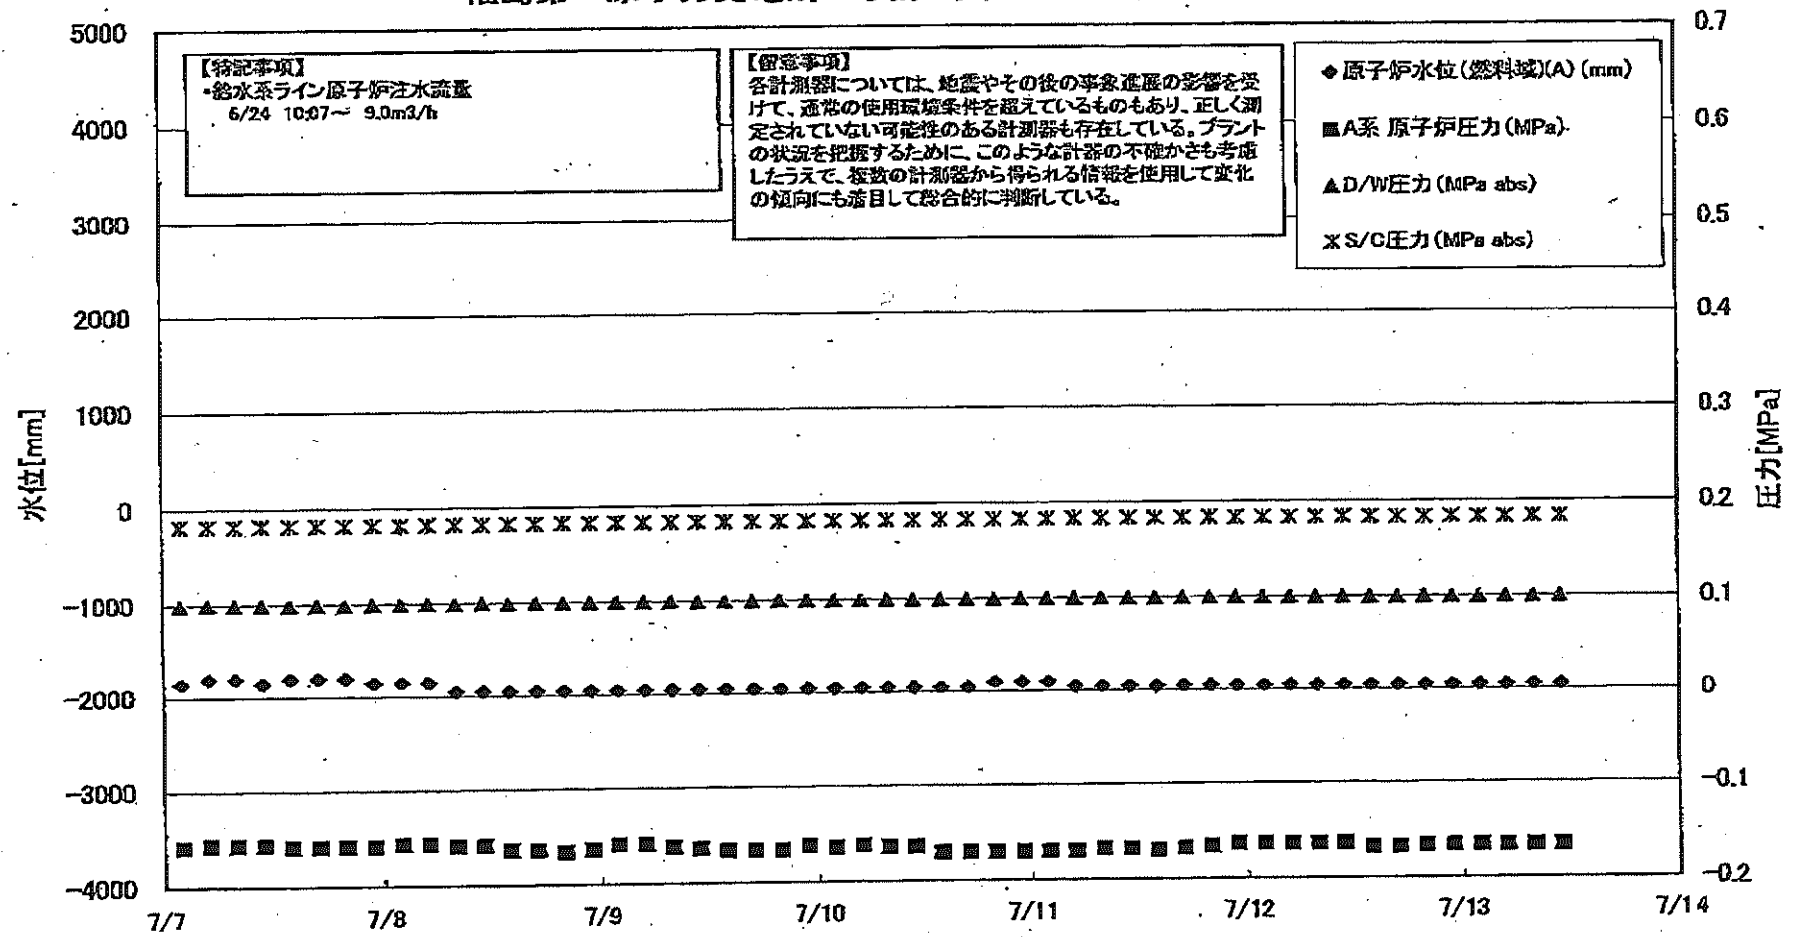 5000
4000
3000
2000
1000
0
-1000
-2000
-3000
-4000
水位[mm]
【特記事項】
・給水系ライン原子炉注水流量
6/24 10:07～ 9.0m3/h
【留意事項】
各計測器については、地震やその後の事象進展の影響を受
けて、通常の使用環境条件を超えているものもあり、正しく測
定されていない可能性のある計測器も存在している。プラント
の状況を把握するために、このような計器の不確かさも考慮
したうえで、複数の計測器から得られる情報を使用して変化
の傾向にも着目して総合的に判断している。
◆原子炉水位(燃料域)(A)(mm)
■A系 原子炉圧力(MPa)
▲D/W圧力(MPa abs)
S/C圧力(MPa abs)
0.7
0.6
0.5
0.4
0.3
0.2
0.1
0
-0.1
-0.2
圧力[MPa]
7/7
7/8
7/9
7/10
7/11
7/12
7/13
7/14